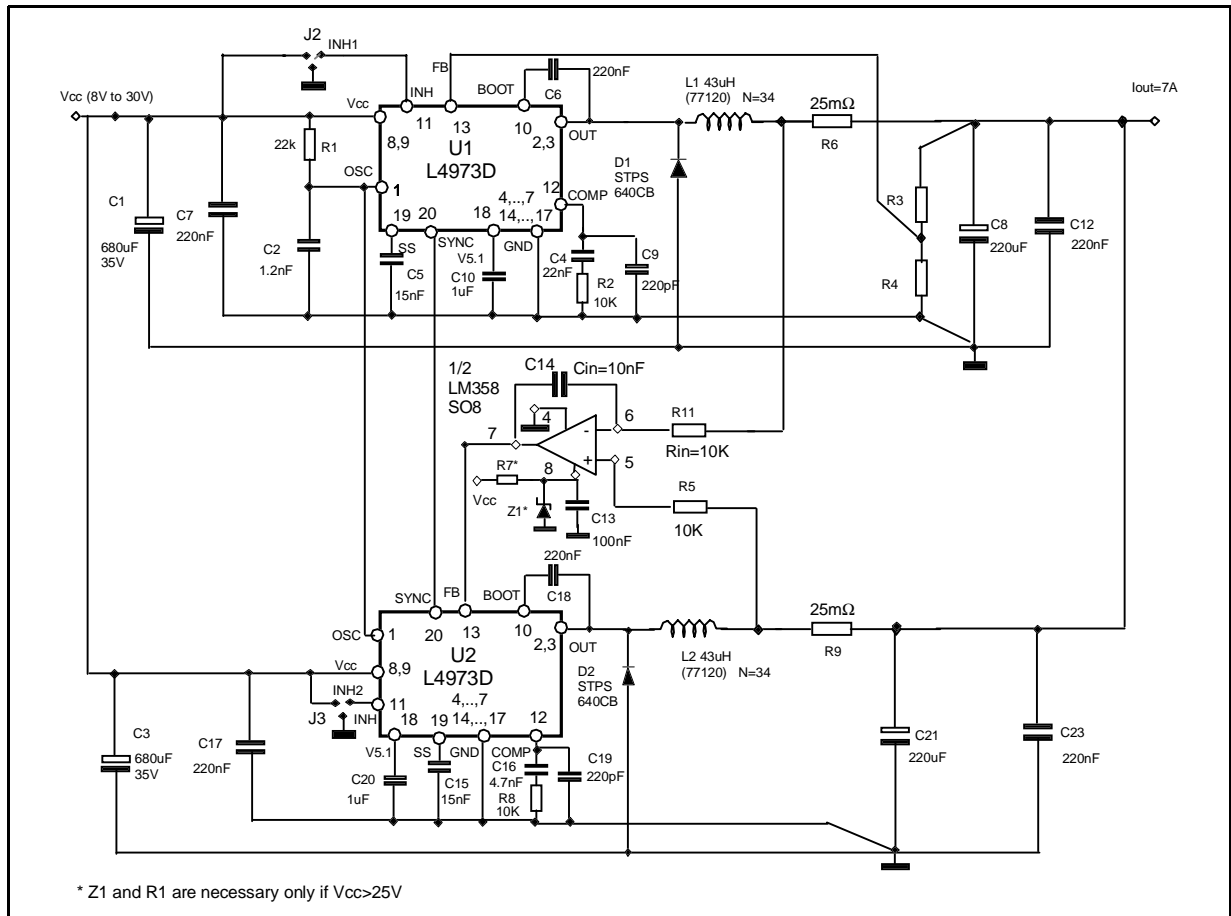 J2
INH1
FB
BOOT
220nF
C6
L1 43uH
(77120) N=34
Iout=7A
Vcc (8V to 30V)
25mΩ
R6
Vcc
INH
11
13
10
2,3
OUT
8,9
U1
L4973D
22k
R1
OSC
1
D1
STPS
640CB
12
COMP
4,..,7
14,..,17
GND
19
20
18
SS
SYNC
V5.1
C1
680uF
35V
C7
220nF
C2
1.2nF
C5
15nF
C10
1uF
C4
22nF
R2
10K
C9
220pF
R3
R4
C8
220uF
C12
220nF
1/2
LM358
SO8
C14
Cin=10nF
4
6
-
7
+
5
R11
Rin=10K
R7*
8
Vcc
Z1*
C13
100nF
R5
10K
220nF
C18
SYNC
FB
BOOT
OSC
1
20
13
10
2,3
OUT
25mΩ
R9
L2 43uH
(77120) N=34
U2
L4973D
Vcc
8,9
INH2
11
J3
INH
4,..,7
14,..,17
18
19
12
V5.1
SS
GND
COMP
D2
STPS
640CB
C3
680uF
35V
C17
220nF
C20
1uF
C15
15nF
C16
4.7nF
R8
10K
C19
220pF
C21
220uF
C23
220nF
* Z1 and R1 are necessary only if Vcc>25V